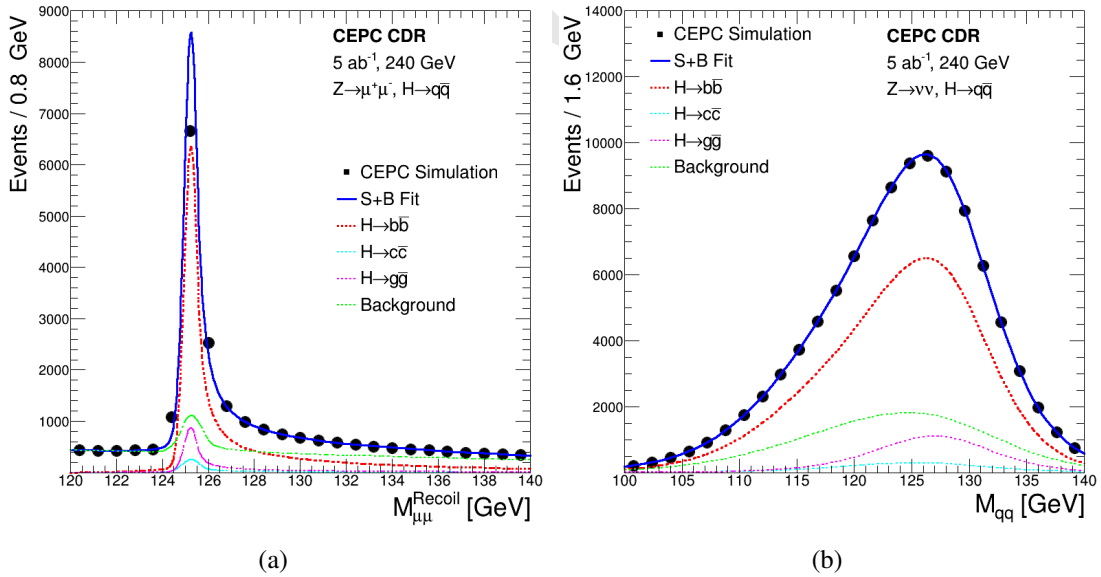 Events / 0.8 GeV
9000
8000
7000
6000
5000
4000
3000
2000
1000
CEPC CDR
5 ab⁻¹, 240 GeV
Z→μ⁺μ⁻, H→qq̅
CEPC Simulation
S+B Fit
H→bb̅
H→cc̅
H→gg̅
Background
120 122 124 126 128 130 132 134 136 138 140
M_μμ^Recoil [GeV]
(a)
Events / 1.6 GeV
14000
12000
10000
8000
6000
4000
2000
CEPC Simulation
S+B Fit
H→bb̅
H→cc̅
H→gg̅
Background
CEPC CDR
5 ab⁻¹, 240 GeV
Z→νν, H→qq̅
100 105 110 115 120 125 130 135 140
M_qq [GeV]
(b)